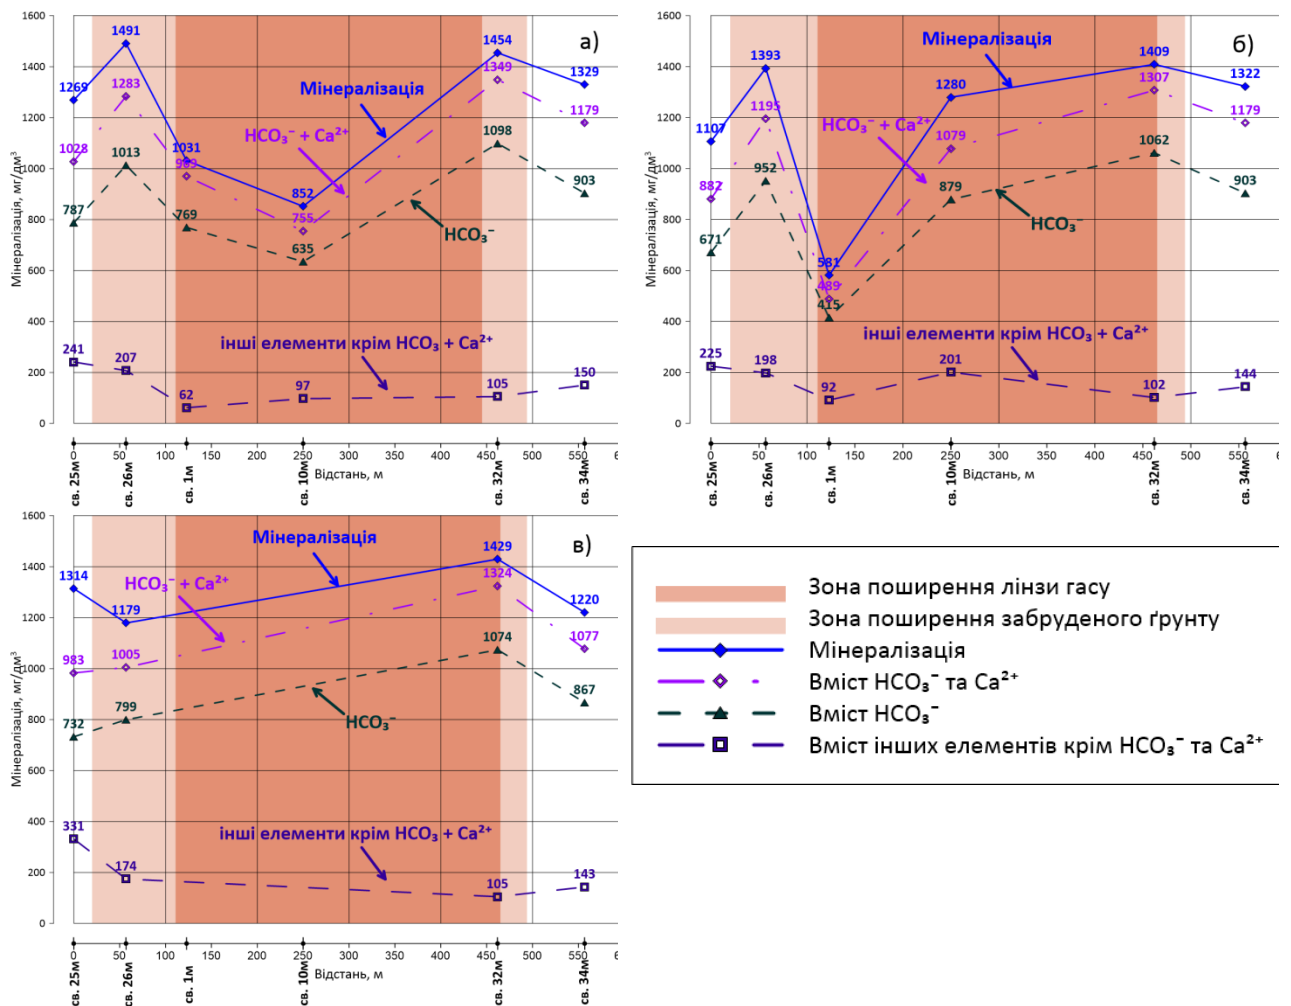 а)
Мінералізація, мг/дм³
1600
1400
1200
1000
800
600
400
200
0
1269
1491
1031
852
1454
1329
1028
1283
969
755
1349
1179
787
1013
769
635
1098
903
241
207
62
97
105
150
Мінералізація
HCO₃⁻ + Ca²⁺
HCO₃⁻
інші елементи крім HCO₃ + Ca²⁺
0 50 100 150 200 250 300 350 400 450 500 550 6
Відстань, м
св. 25м
св. 26м
св. 1м
св. 10м
св. 32м
св. 34м
б)
Мінералізація, мг/дм³
1600
1400
1200
1000
800
600
400
200
0
1107
1393
581
1280
1409
1322
882
1195
489
1079
1307
1179
671
952
415
879
1062
903
225
198
92
201
102
144
Мінералізація
HCO₃⁻ + Ca²⁺
HCO₃⁻
інші елементи крім HCO₃ + Ca²⁺
0 50 100 150 200 250 300 350 400 450 500 550 6
Відстань, м
св. 25м
св. 26м
св. 1м
св. 10м
св. 32м
св. 34м
в)
Мінералізація, мг/дм³
1600
1400
1200
1000
800
600
400
200
0
1314
1179
1429
1220
983
1005
1324
1077
732
799
1074
867
331
174
105
143
Мінералізація
HCO₃⁻ + Ca²⁺
HCO₃⁻
інші елементи крім HCO₃ + Ca²⁺
0 50 100 150 200 250 300 350 400 450 500 550 6
Відстань, м
св. 25м
св. 26м
св. 1м
св. 10м
св. 32м
св. 34м
Зона поширення лінзи гасу
Зона поширення забруденого ґрунту
Мінералізація
Вміст HCO₃⁻ та Ca²⁺
Вміст HCO₃⁻
Вміст інших елементів крім HCO₃⁻ та Ca²⁺